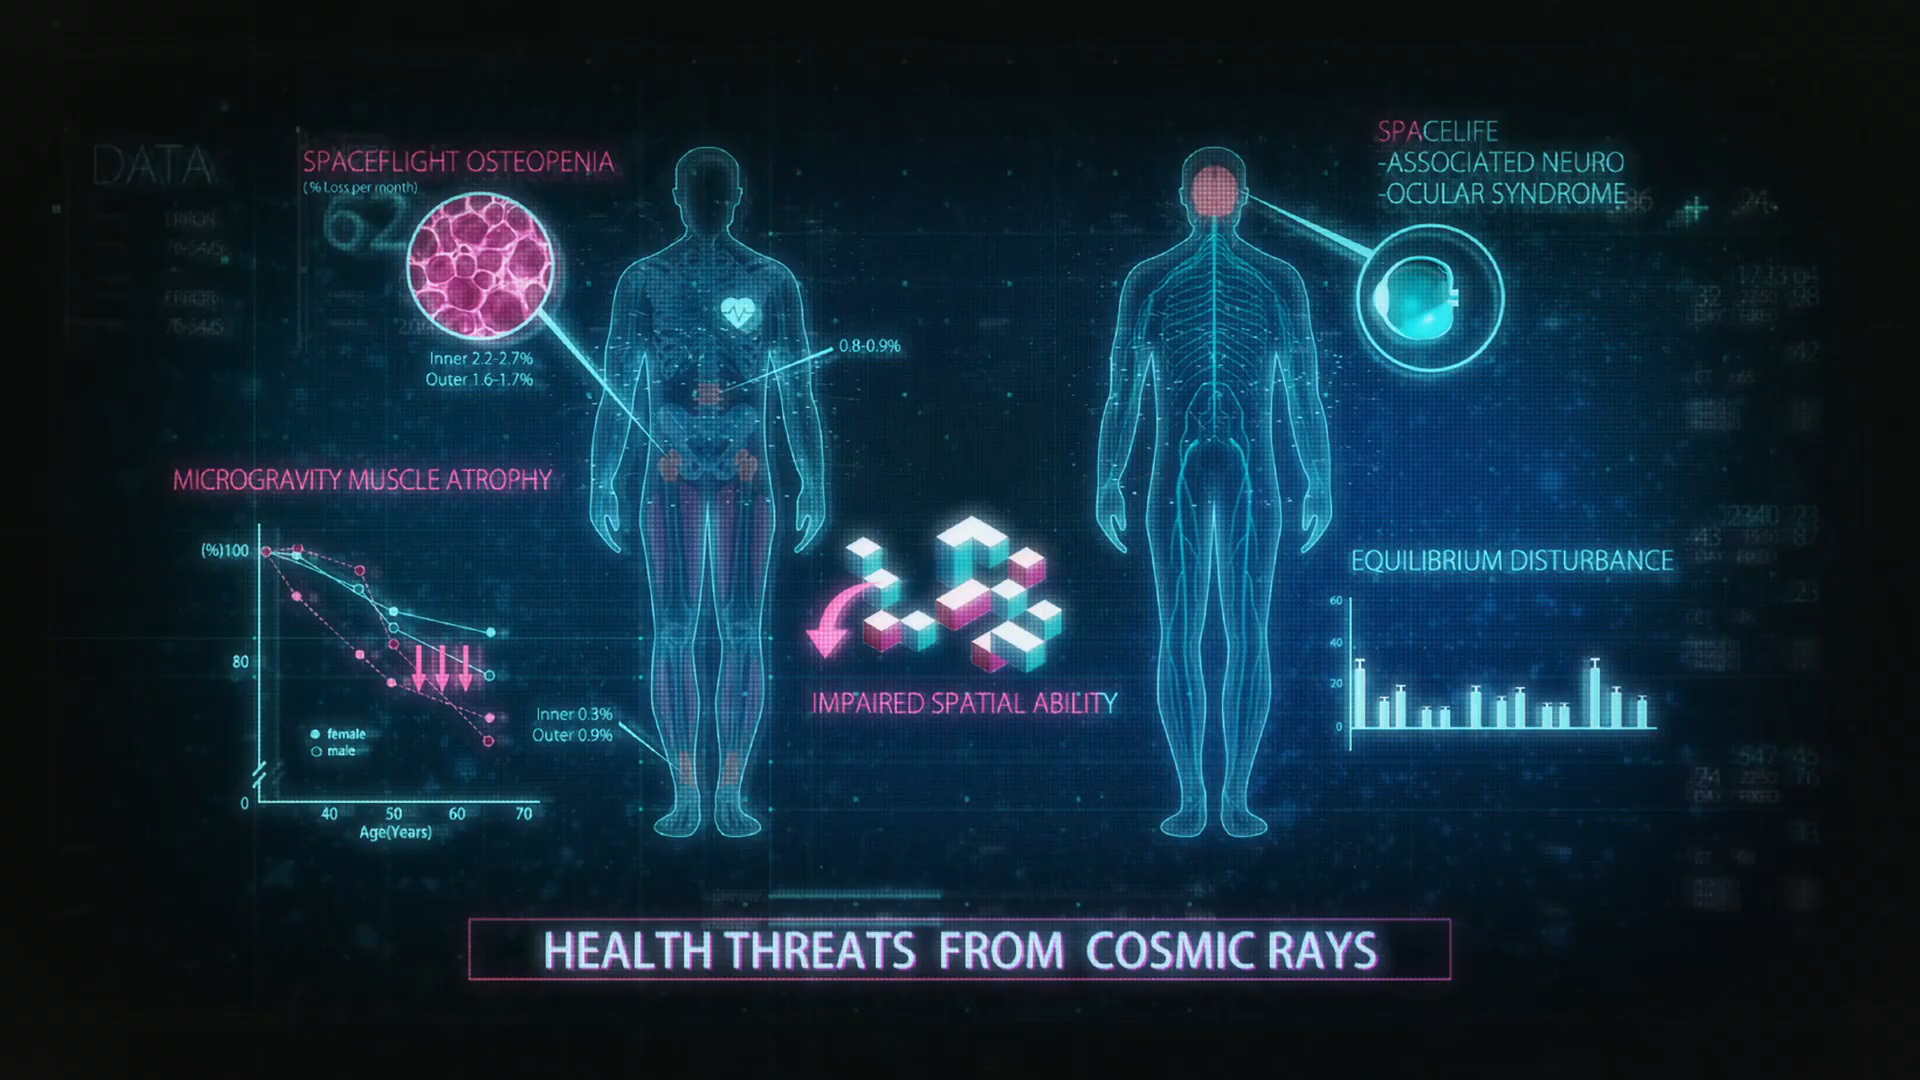 DATA
SPACEFLIGHT OSTEOPENIA
(% Loss per month)
62
Inner 2.2-2.7%
Outer 1.6-1.7%
0.8-0.9%
SPACELIFE
-ASSOCIATED NEURO
-OCULAR SYNDROME
MICROGRAVITY MUSCLE ATROPHY
(%)100
80
0
female
male
40 50 60 70
Age(Years)
Inner 0.3%
Outer 0.9%
IMPAIRED SPATIAL ABILITY
EQUILIBRIUM DISTURBANCE
60
40
20
0
HEALTH THREATS FROM COSMIC RAYS